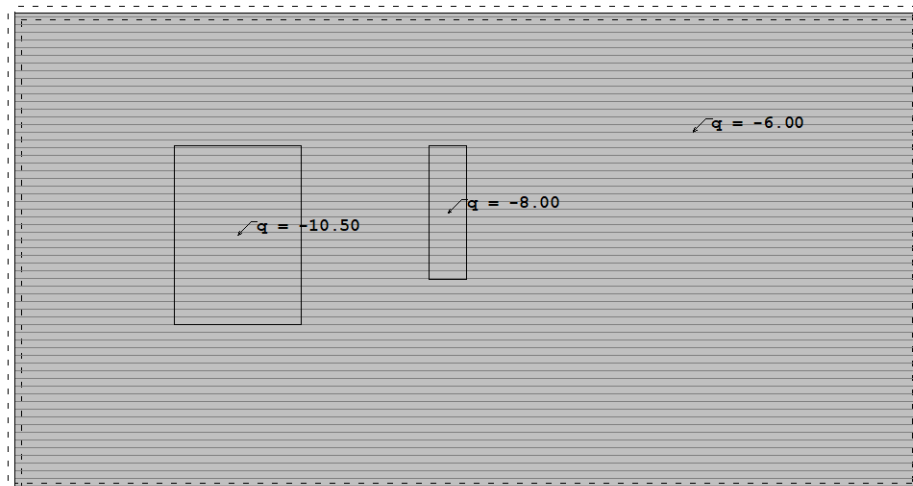 q = -6.00
q = -8.00
q = -10.50